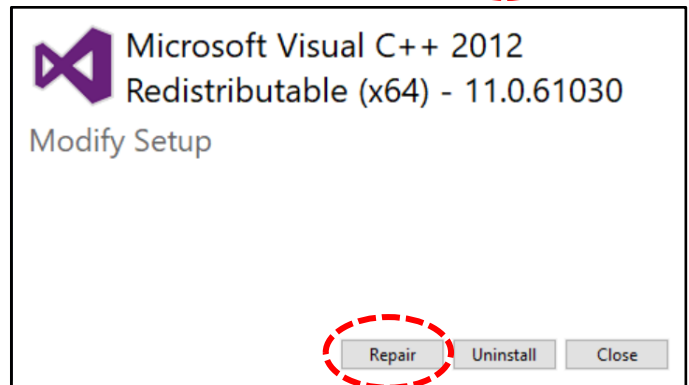 Microsoft Visual C++ 2012
Redistributable (x64) - 11.0.61030
Modify Setup
Repair Uninstall Close